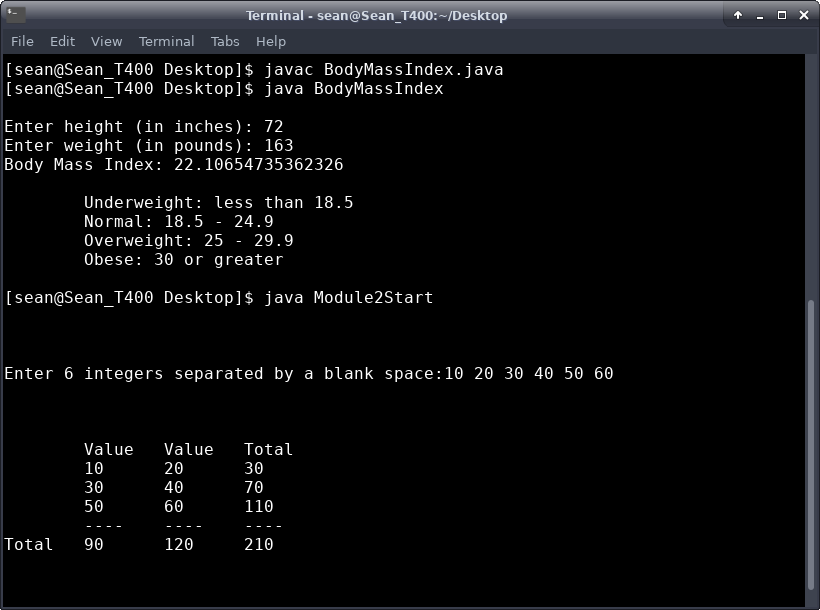 Terminal - sean@Sean_T400:~/Desktop
File Edit View Terminal Tabs Help
[sean@Sean_T400 Desktop]$ javac BodyMassIndex.java
[sean@Sean_T400 Desktop]$ java BodyMassIndex
Enter height (in inches): 72
Enter weight (in pounds): 163
Body Mass Index: 22.10654735362326
Underweight: less than 18.5
Normal: 18.5 - 24.9
Overweight: 25 - 29.9
Obese: 30 or greater
[sean@Sean_T400 Desktop]$ java Module2Start
Enter 6 integers separated by a blank space:10 20 30 40 50 60
Value Value Total
10 20 30
30 40 70
50 60 110
---- ---- ----
Total 90 120 210